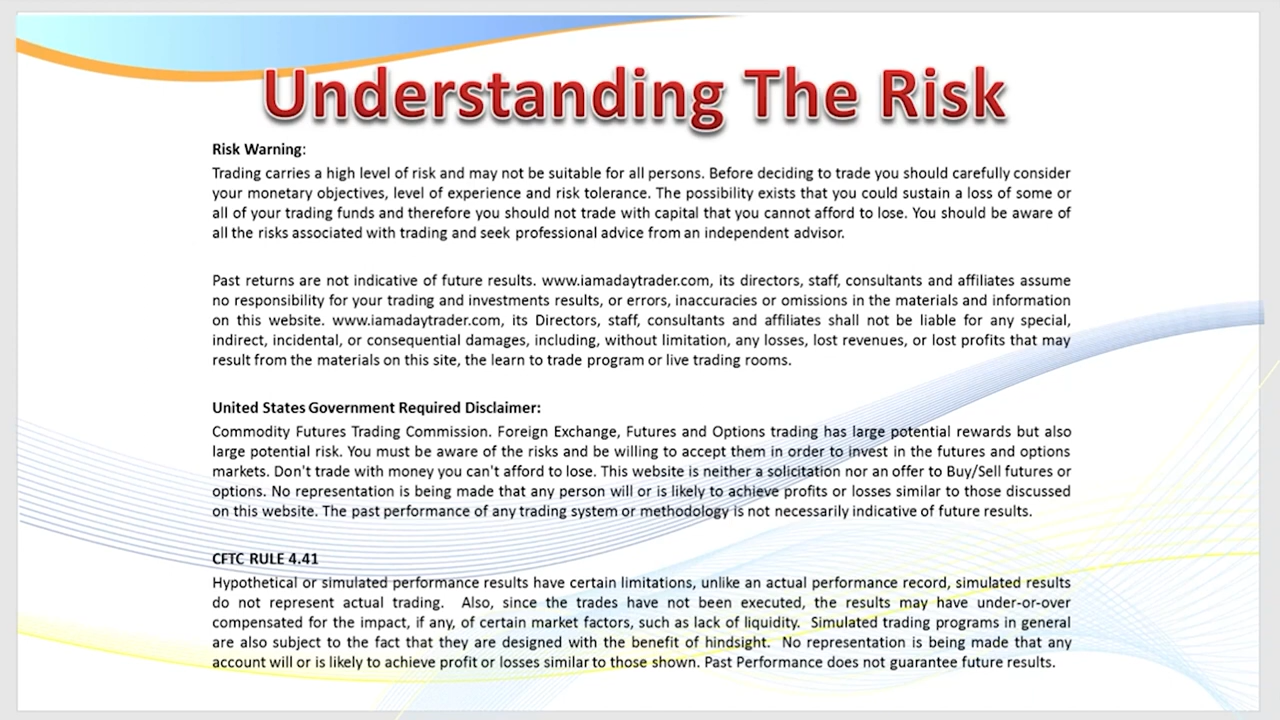 Understanding The Risk
Risk Warning:
Trading carries a high level of risk and may not be suitable for all persons. Before deciding to trade you should carefully consider
your monetary objectives, level of experience and risk tolerance. The possibility exists that you could sustain a loss of some or
all of your trading funds and therefore you should not trade with capital that you cannot afford to lose. You should be aware of
all the risks associated with trading and seek professional advice from an independent advisor.
Past returns are not indicative of future results. www.iamadaytrader.com, its directors, staff, consultants and affiliates assume
no responsibility for your trading and investments results, or errors, inaccuracies or omissions in the materials and information
on this website. www.iamadaytrader.com, its Directors, staff, consultants and affiliates shall not be liable for any special,
indirect, incidental, or consequential damages, including, without limitation, any losses, lost revenues, or lost profits that may
result from the materials on this site, the learn to trade program or live trading rooms.
United States Government Required Disclaimer:
Commodity Futures Trading Commission. Foreign Exchange, Futures and Options trading has large potential rewards but also
large potential risk. You must be aware of the risks and be willing to accept them in order to invest in the futures and options
markets. Don't trade with money you can't afford to lose. This website is neither a solicitation nor an offer to Buy/Sell futures or
options. No representation is being made that any person will or is likely to achieve profits or losses similar to those discussed
on this website. The past performance of any trading system or methodology is not necessarily indicative of future results.
CFTC RULE 4.41
Hypothetical or simulated performance results have certain limitations, unlike an actual performance record, simulated results
do not represent actual trading. Also, since the trades have not been executed, the results may have under-or-over
compensated for the impact, if any, of certain market factors, such as lack of liquidity. Simulated trading programs in general
are also subject to the fact that they are designed with the benefit of hindsight. No representation is being made that any
account will or is likely to achieve profit or losses similar to those shown. Past Performance does not guarantee future results.